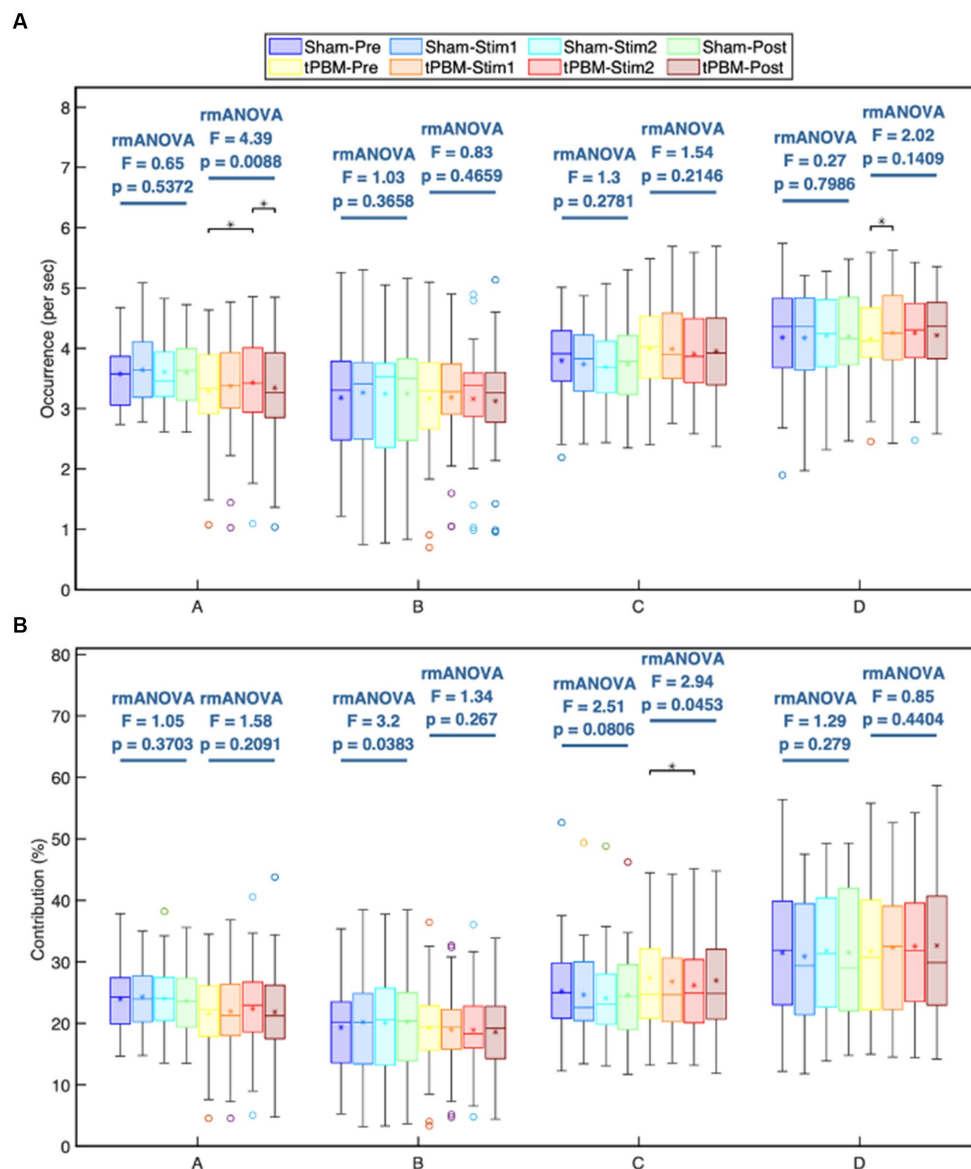 A
Sham-Pre Sham-Stim1 Sham-Stim2 Sham-Post
tPBM-Pre tPBM-Stim1 tPBM-Stim2 tPBM-Post
Occurrence (per sec)
8
7
6
5
4
3
2
1
0
rmANOVA
F = 0.65
p = 0.5372
rmANOVA
F = 4.39
p = 0.0088
*
*
rmANOVA
F = 1.03
p = 0.3658
rmANOVA
F = 0.83
p = 0.4659
rmANOVA
F = 1.3
p = 0.2781
rmANOVA
F = 1.54
p = 0.2146
rmANOVA
F = 0.27
p = 0.7986
rmANOVA
F = 2.02
p = 0.1409
*
A B C D
B
Contribution (%)
80
70
60
50
40
30
20
10
0
rmANOVA
F = 1.05
p = 0.3703
rmANOVA
F = 1.58
p = 0.2091
rmANOVA
F = 3.2
p = 0.0383
rmANOVA
F = 1.34
p = 0.267
rmANOVA
F = 2.51
p = 0.0806
rmANOVA
F = 2.94
p = 0.0453
*
rmANOVA
F = 1.29
p = 0.279
rmANOVA
F = 0.85
p = 0.4404
A B C D